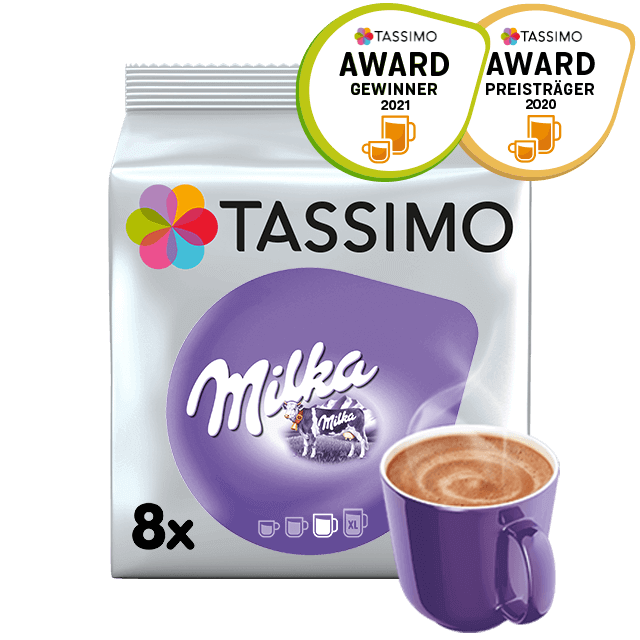 TASSIMO
AWARD
GEWINNER
2021
TASSIMO
AWARD
PREISTRÄGER
2020
TASSIMO
Milka
Milka
XL
8x